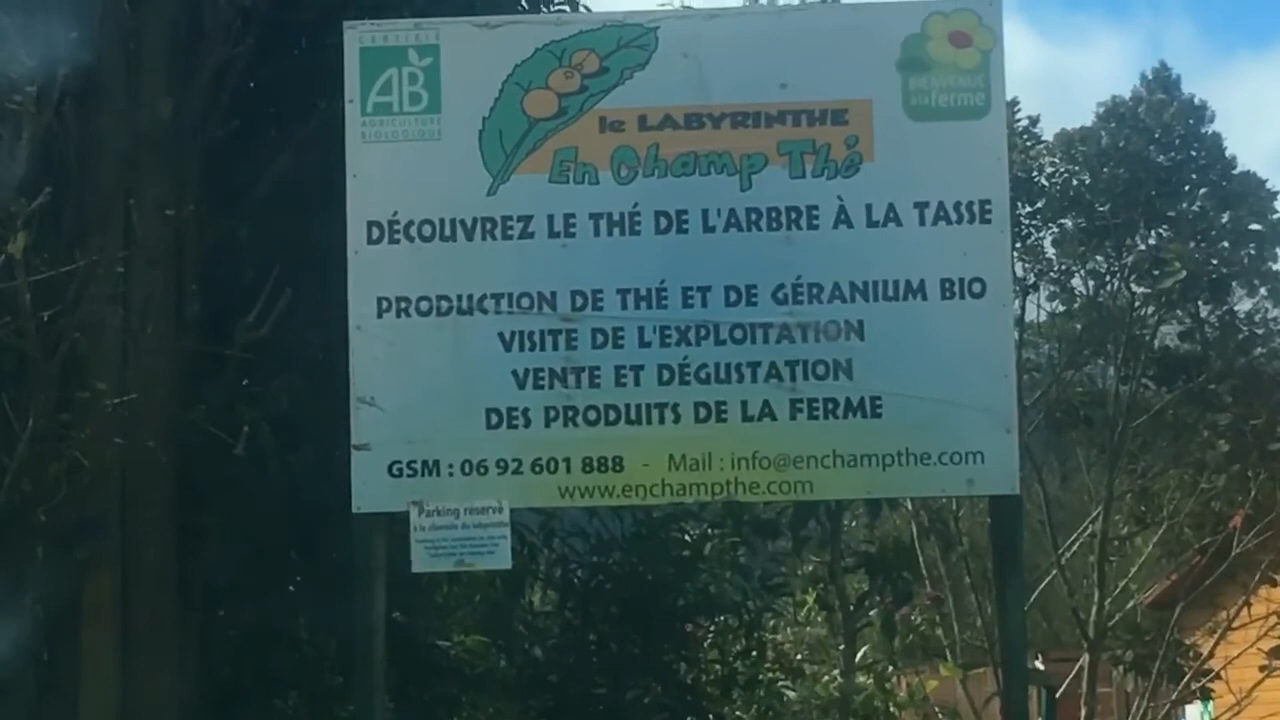 CERTIFIÉ
AB
AGRICULTURE
BIOLOGIQUE
le LABYRINTHE
En Champ Thé
BIENVENUE
à la ferme
DÉCOUVREZ LE THÉ DE L'ARBRE À LA TASSE
PRODUCTION DE THÉ ET DE GÉRANIUM BIO
VISITE DE L'EXPLOITATION
VENTE ET DÉGUSTATION
DES PRODUITS DE LA FERME
GSM : 06 92 601 888 - Mail : info@enchampthe.com
www.enchampthe.com
Parking réservé
à la clientèle du labyrinthe